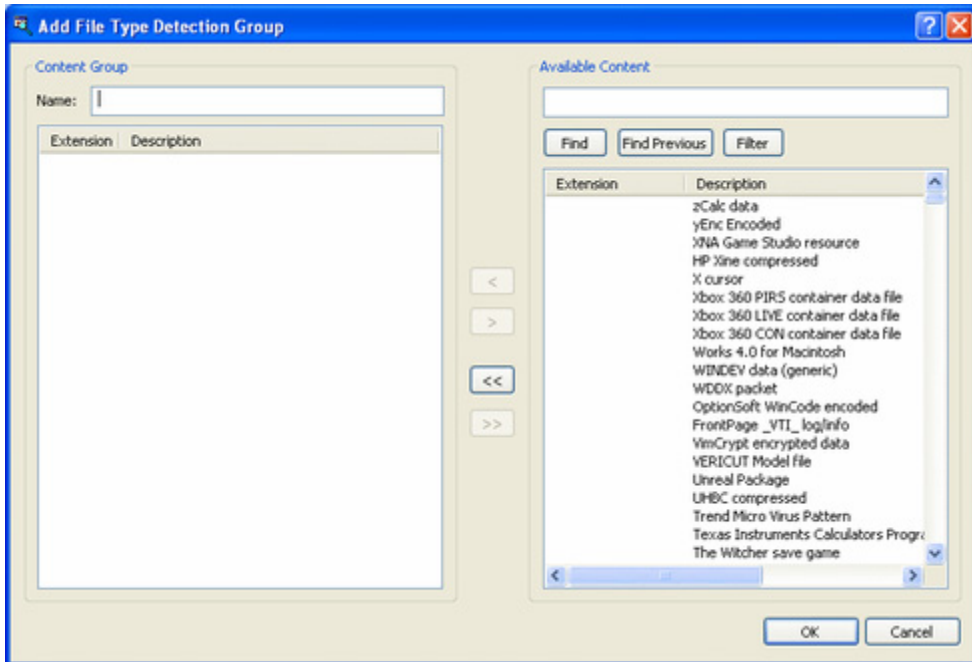 Add File Type Detection Group
Content Group
Name:
Extension Description
Available Content
Find Find Previous Filter
Extension Description
zCalc data
yEnc Encoded
XNA Game Studio resource
HP Xine compressed
X cursor
Xbox 360 PIRS container data file
Xbox 360 LIVE container data file
Xbox 360 CON container data file
Works 4.0 for Macintosh
WINDEV data (generic)
WDDX packet
OptionSoft WinCode encoded
FrontPage _VTI_ log/info
VimCrypt encrypted data
VERICUT Model file
Unreal Package
UHBC compressed
Trend Micro Virus Pattern
Texas Instruments Calculators Progra
The Witcher save game
<
>
<<
>>
OK Cancel